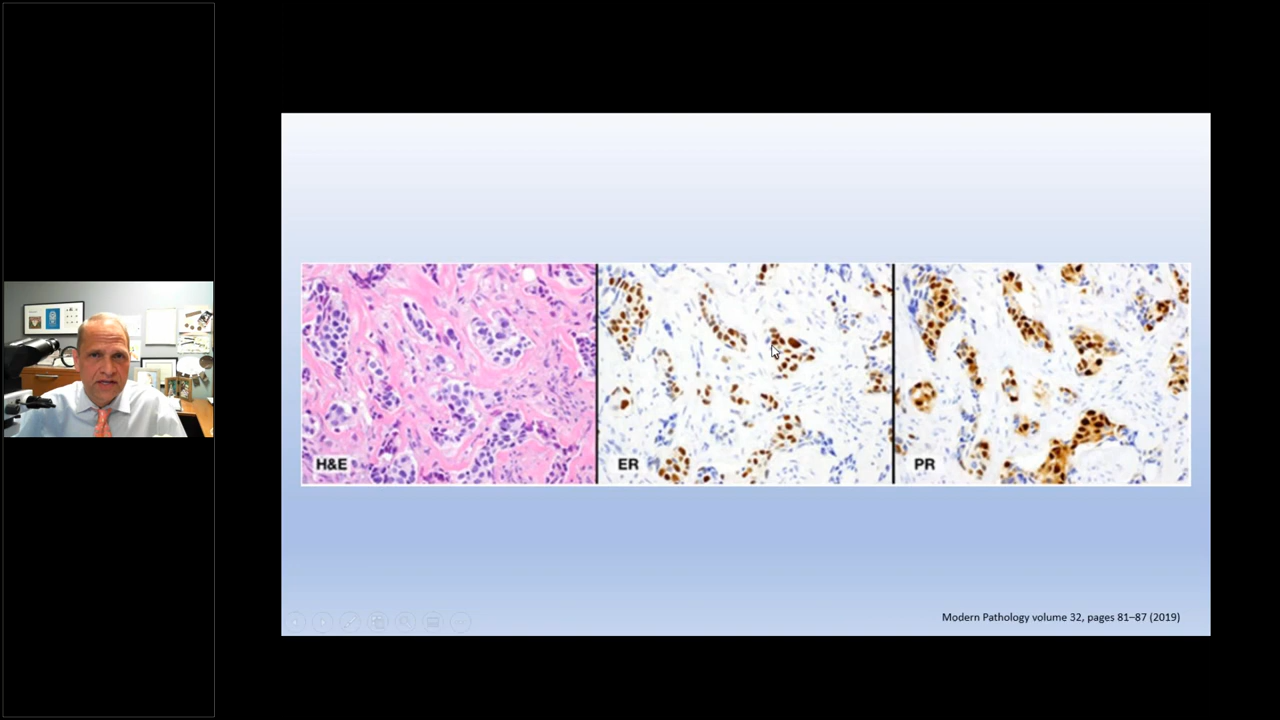 H&E
ER
PR
Modern Pathology volume 32, pages 81–87 (2019)